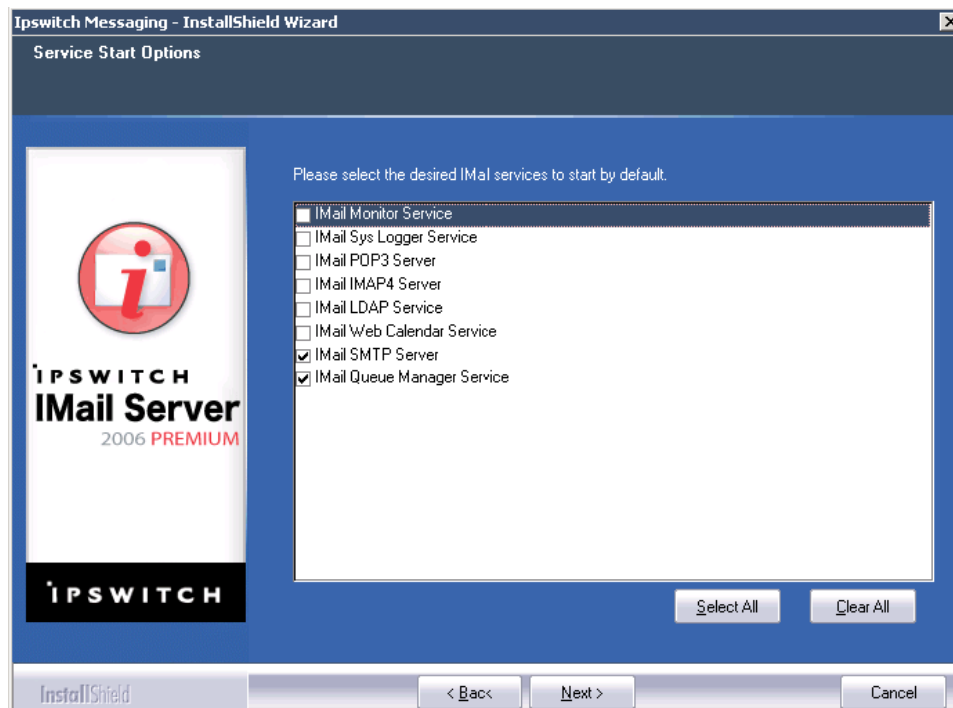 Ipswitch Messaging - InstallShield Wizard
Service Start Options
Please select the desired IMal services to start by default.
IMail Monitor Service
IMail Sys Logger Service
IMail POP3 Server
IMail IMAP4 Server
IMail LDAP Service
IMail Web Calendar Service
IMail SMTP Server
IMail Queue Manager Service
i
IPSWITCH
IMail Server
2006 PREMIUM
IPSWITCH
Select All
Clear All
InstallShield
< Back
Next >
Cancel